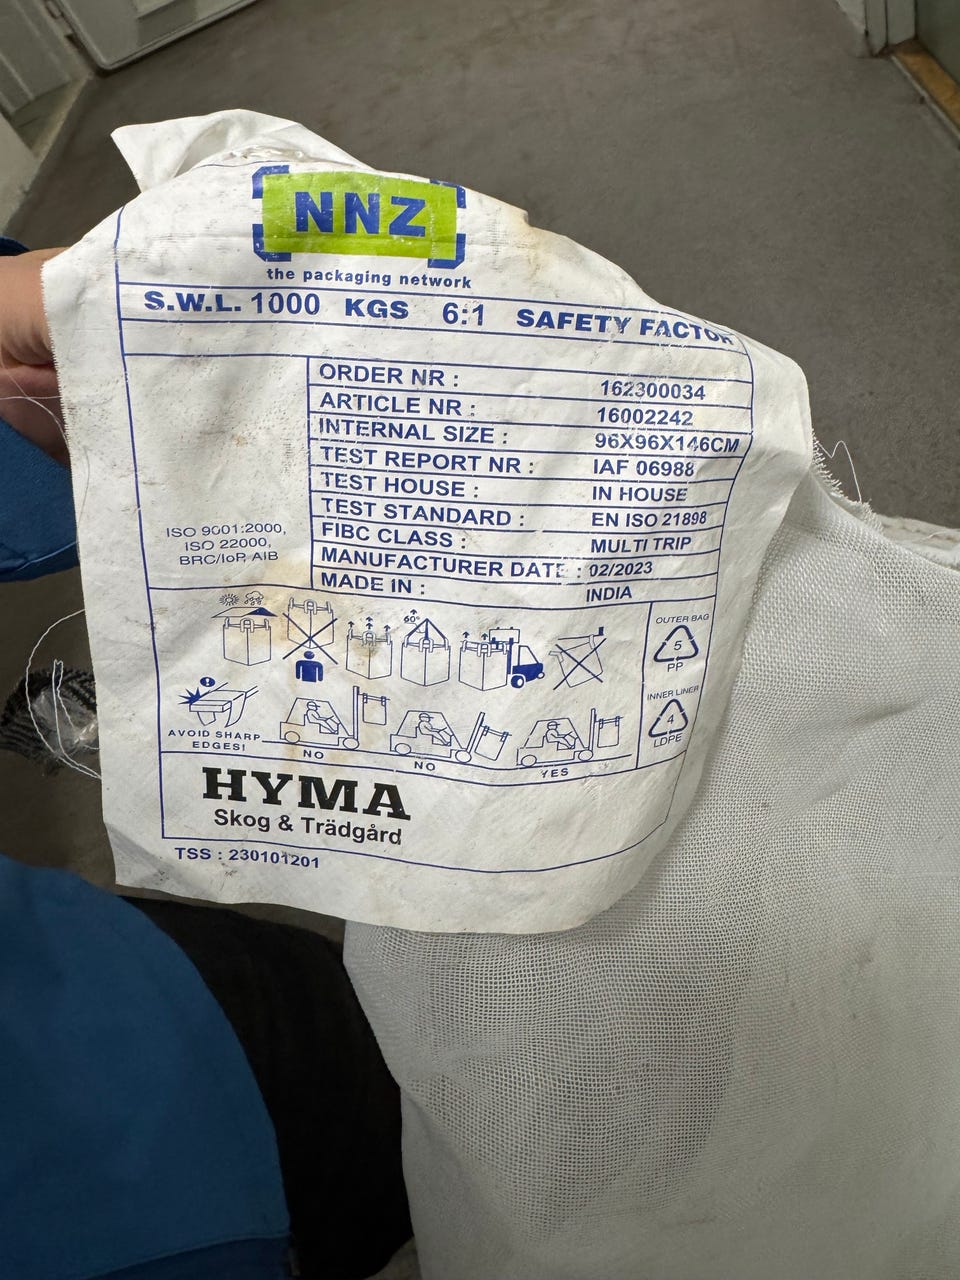 NNZ
the packaging network
S.W.L. 1000 KGS 6:1 SAFETY FACTOR
ORDER NR : 162300034
ARTICLE NR : 16002242
INTERNAL SIZE : 96X96X146CM
TEST REPORT NR : IAF 06988
TEST HOUSE : IN HOUSE
TEST STANDARD : EN ISO 21898
FIBC CLASS : MULTI TRIP
MANUFACTURER DATE : 02/2023
MADE IN : INDIA
ISO 9001:2000,
ISO 22000,
BRC/IoP, AIB
60°
OUTER BAG
5
PP
INNER LINER
4
LDPE
AVOID SHARP
EDGES!
NO
NO
YES
HYMA
Skog & Trädgård
TSS : 230101201